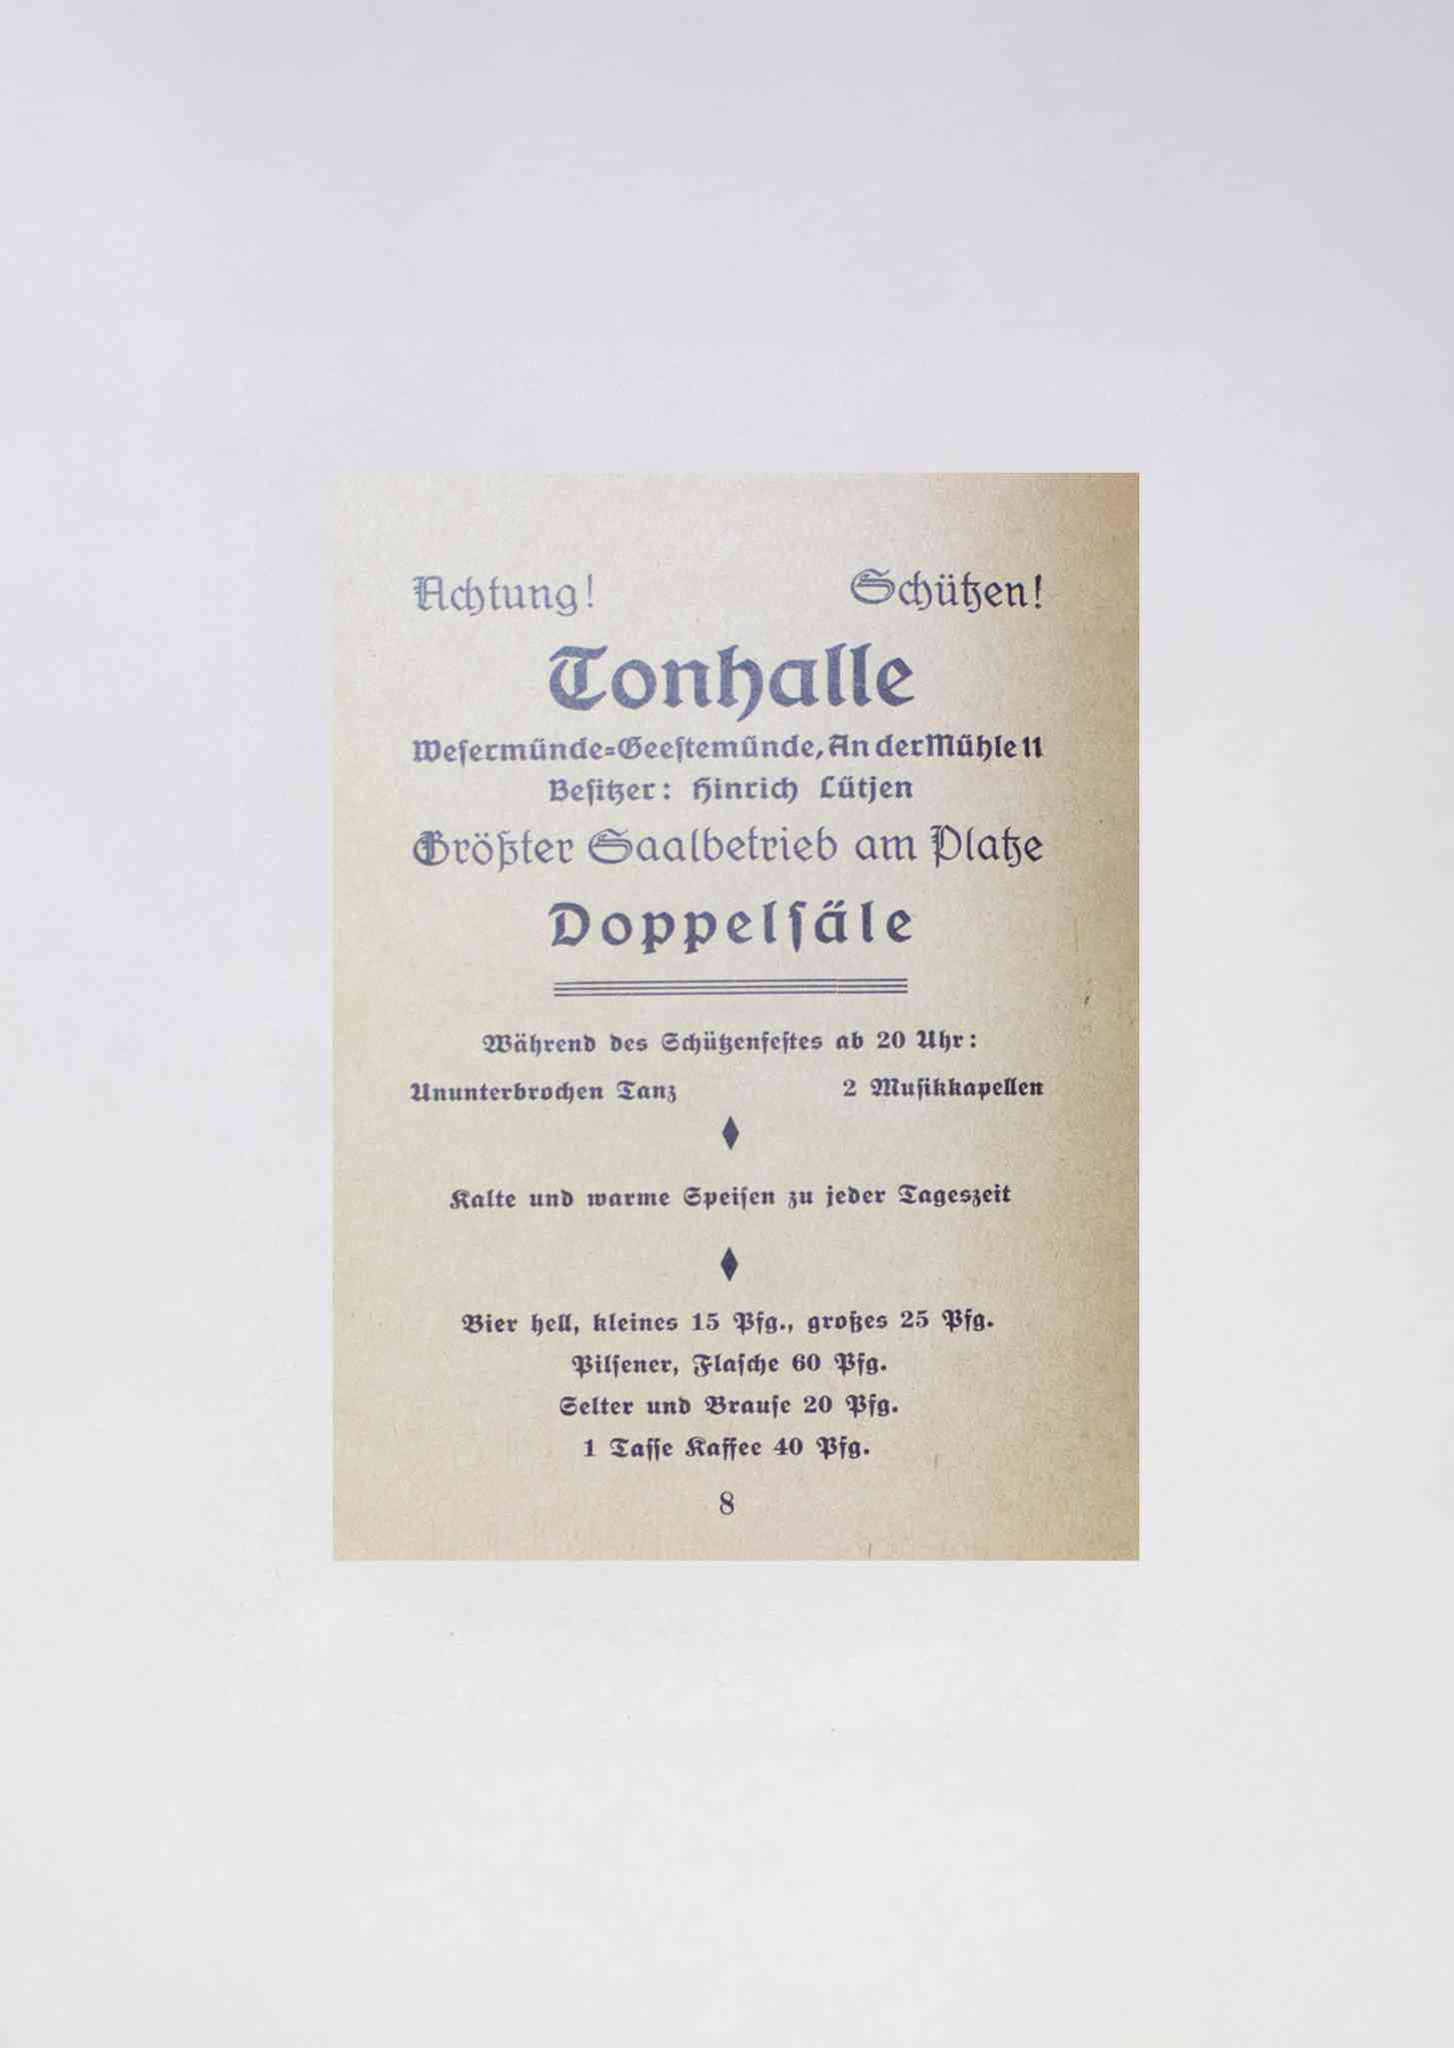 Achtung! Schützen!
Tonhalle
Wesermünde-Geestemünde, An der Mühle 11
Besitzer: Hinrich Lütjen
Größter Saalbetrieb am Platze
Doppelsäle
Während des Schützenfestes ab 20 Uhr:
Ununterbrochen Tanz 2 Musikkapellen
Kalte und warme Speisen zu jeder Tageszeit
Bier hell, kleines 15 Pfg., großes 25 Pfg.
Pilsener, Flasche 60 Pfg.
Selter und Brause 20 Pfg.
1 Tasse Kaffee 40 Pfg.
8